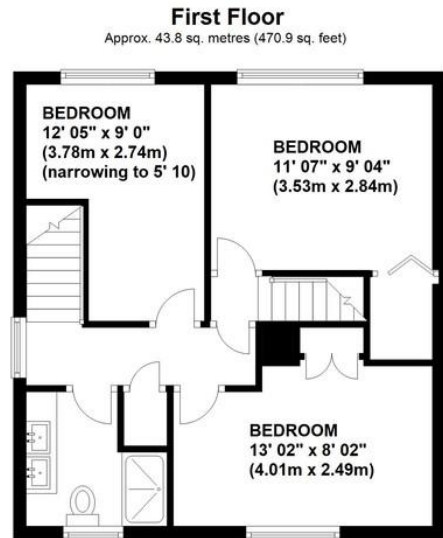 First Floor
Approx. 43.8 sq. metres (470.9 sq. feet)
BEDROOM
12' 05" x 9' 0"
(3.78m x 2.74m)
(narrowing to 5' 10)
BEDROOM
11' 07" x 9' 04"
(3.53m x 2.84m)
BEDROOM
13' 02" x 8' 02"
(4.01m x 2.49m)